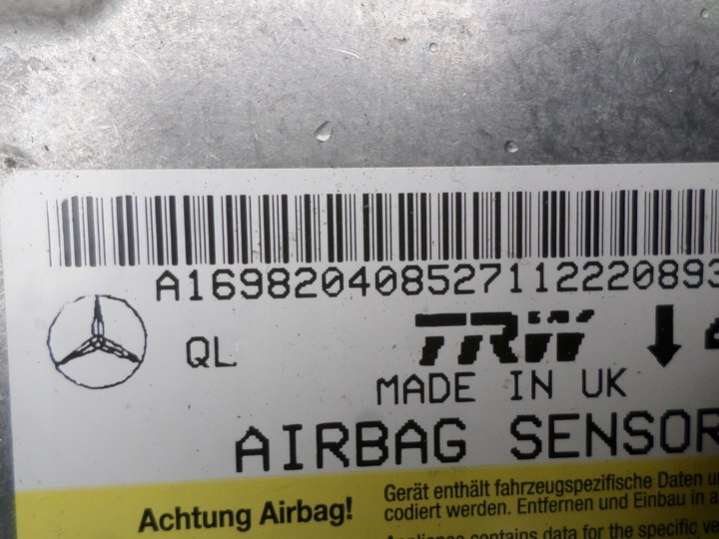 A16982040852711222089
QL TRW
MADE IN UK
AIRBAG SENSOR
Achtung Airbag! Gerät enthält fahrzeugspezifische Daten
codiert werden. Entfernen und Einbau in
contains data for the specific